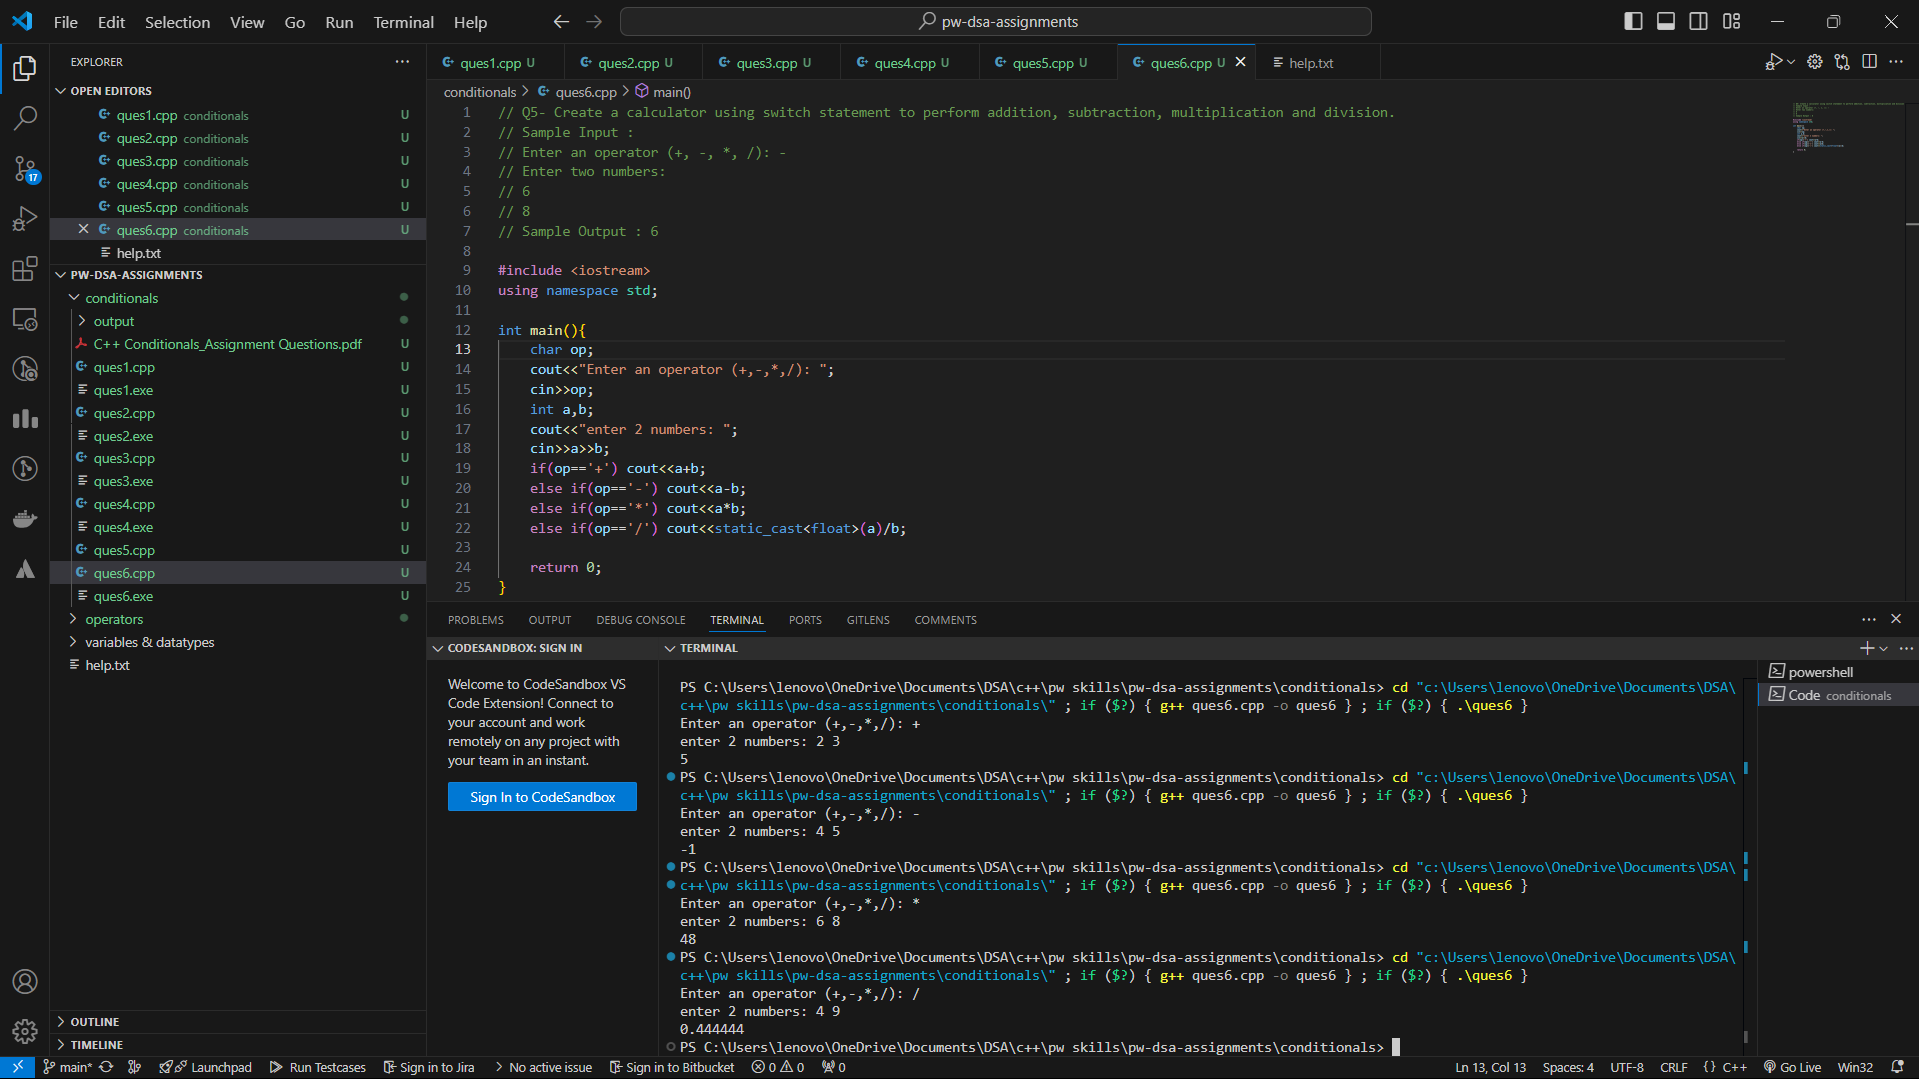 File Edit Selection View Go Run Terminal Help
pw-dsa-assignments
EXPLORER
OPEN EDITORS
ques1.cpp conditionals U
ques2.cpp conditionals U
ques3.cpp conditionals U
ques4.cpp conditionals U
ques5.cpp conditionals U
ques6.cpp conditionals U
help.txt
PW-DSA-ASSIGNMENTS
conditionals
output
C++ Conditionals_Assignment Questions.pdf U
ques1.cpp U
ques1.exe U
ques2.cpp U
ques2.exe U
ques3.cpp U
ques3.exe U
ques4.cpp U
ques4.exe U
ques5.cpp U
ques6.cpp U
ques6.exe U
operators
variables & datatypes
help.txt
OUTLINE
TIMELINE
17
ques1.cpp U ques2.cpp U ques3.cpp U ques4.cpp U ques5.cpp U ques6.cpp U help.txt
conditionals > ques6.cpp > main()
1 // Q5- Create a calculator using switch statement to perform addition, subtraction, multiplication and division.
2 // Sample Input :
3 // Enter an operator (+, -, *, /): -
4 // Enter two numbers:
5 // 6
6 // 8
7 // Sample Output : 6
8
9 #include <iostream>
10 using namespace std;
11
12 int main(){
13 char op;
14 cout<<"Enter an operator (+,-,*,/): ";
15 cin>>op;
16 int a,b;
17 cout<<"enter 2 numbers: ";
18 cin>>a>>b;
19 if(op=='+') cout<<a+b;
20 else if(op=='-') cout<<a-b;
21 else if(op=='*') cout<<a*b;
22 else if(op=='/') cout<<static_cast<float>(a)/b;
23
24 return 0;
25 }
PROBLEMS OUTPUT DEBUG CONSOLE TERMINAL PORTS GITLENS COMMENTS
CODESANDBOX: SIGN IN
Welcome to CodeSandbox VS
Code Extension! Connect to
your account and work
remotely on any project with
your team in an instant.
Sign In to CodeSandbox
TERMINAL
PS C:\Users\lenovo\OneDrive\Documents\DSA\c++\pw skills\pw-dsa-assignments\conditionals> cd "c:\Users\lenovo\OneDrive\Documents\DSA\
c++\pw skills\pw-dsa-assignments\conditionals\" ; if ($?) { g++ ques6.cpp -o ques6 } ; if ($?) { .\ques6 }
Enter an operator (+,-,*,/): +
enter 2 numbers: 2 3
5
PS C:\Users\lenovo\OneDrive\Documents\DSA\c++\pw skills\pw-dsa-assignments\conditionals> cd "c:\Users\lenovo\OneDrive\Documents\DSA\
c++\pw skills\pw-dsa-assignments\conditionals\" ; if ($?) { g++ ques6.cpp -o ques6 } ; if ($?) { .\ques6 }
Enter an operator (+,-,*,/): -
enter 2 numbers: 4 5
-1
PS C:\Users\lenovo\OneDrive\Documents\DSA\c++\pw skills\pw-dsa-assignments\conditionals> cd "c:\Users\lenovo\OneDrive\Documents\DSA\
c++\pw skills\pw-dsa-assignments\conditionals\" ; if ($?) { g++ ques6.cpp -o ques6 } ; if ($?) { .\ques6 }
Enter an operator (+,-,*,/): *
enter 2 numbers: 6 8
48
PS C:\Users\lenovo\OneDrive\Documents\DSA\c++\pw skills\pw-dsa-assignments\conditionals> cd "c:\Users\lenovo\OneDrive\Documents\DSA\
c++\pw skills\pw-dsa-assignments\conditionals\" ; if ($?) { g++ ques6.cpp -o ques6 } ; if ($?) { .\ques6 }
Enter an operator (+,-,*,/): /
enter 2 numbers: 4 9
0.444444
PS C:\Users\lenovo\OneDrive\Documents\DSA\c++\pw skills\pw-dsa-assignments\conditionals>
powershell
Code conditionals
main* Launchpad Run Testcases Sign in to Jira No active issue Sign in to Bitbucket 0 0 0 Ln 13, Col 13 Spaces: 4 UTF-8 CRLF {} C++ Go Live Win32